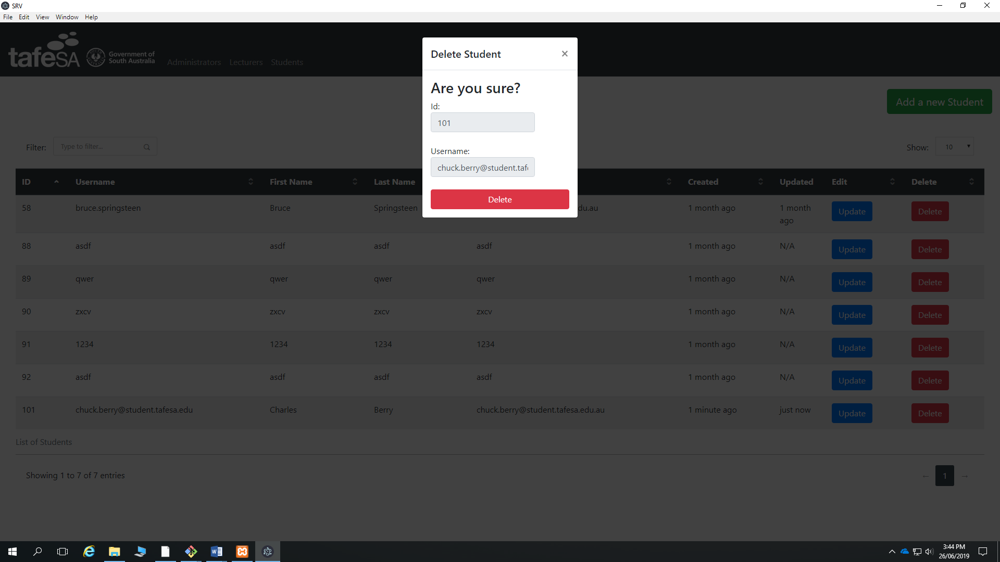 SRV
File Edit View Window Help
tafeSA Government of South Australia Administrators Lecturers Students
Delete Student ×
Are you sure?
Id:
101
Username:
chuck.berry@student.taf
Delete
Add a new Student
Filter: Type to filter... Show: 10
ID Username First Name Last Name Created Updated Edit Delete
58 bruce.springsteen Bruce Springsteen du.au 1 month ago 1 month ago Update Delete
88 asdf asdf asdf asdf 1 month ago N/A Update Delete
89 qwer qwer qwer qwer 1 month ago N/A Update Delete
90 zxcv zxcv zxcv zxcv 1 month ago N/A Update Delete
91 1234 1234 1234 1234 1 month ago N/A Update Delete
92 asdf asdf asdf asdf 1 month ago N/A Update Delete
101 chuck.berry@student.tafesa.edu Charles Berry chuck.berry@student.tafesa.edu.au 1 minute ago just now Update Delete
List of Students
Showing 1 to 7 of 7 entries ← 1 →
3:44 PM
26/06/2019